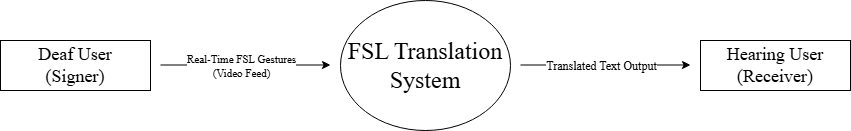 Deaf User
(Signer)
Real-Time FSL Gestures
(Video Feed)
FSL Translation
System
Translated Text Output
Hearing User
(Receiver)